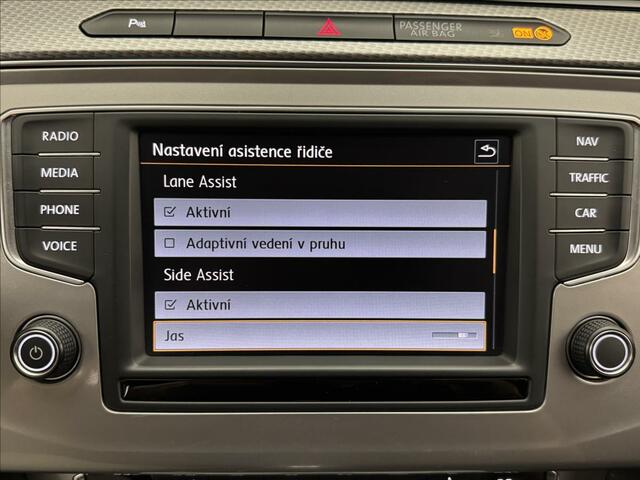 P
PASSENGER
AIR BAG
ON
RADIO
MEDIA
PHONE
VOICE
Nastavení asistence řidiče
Lane Assist
Aktivní
Adaptivní vedení v pruhu
Side Assist
Aktivní
Jas
NAV
TRAFFIC
CAR
MENU